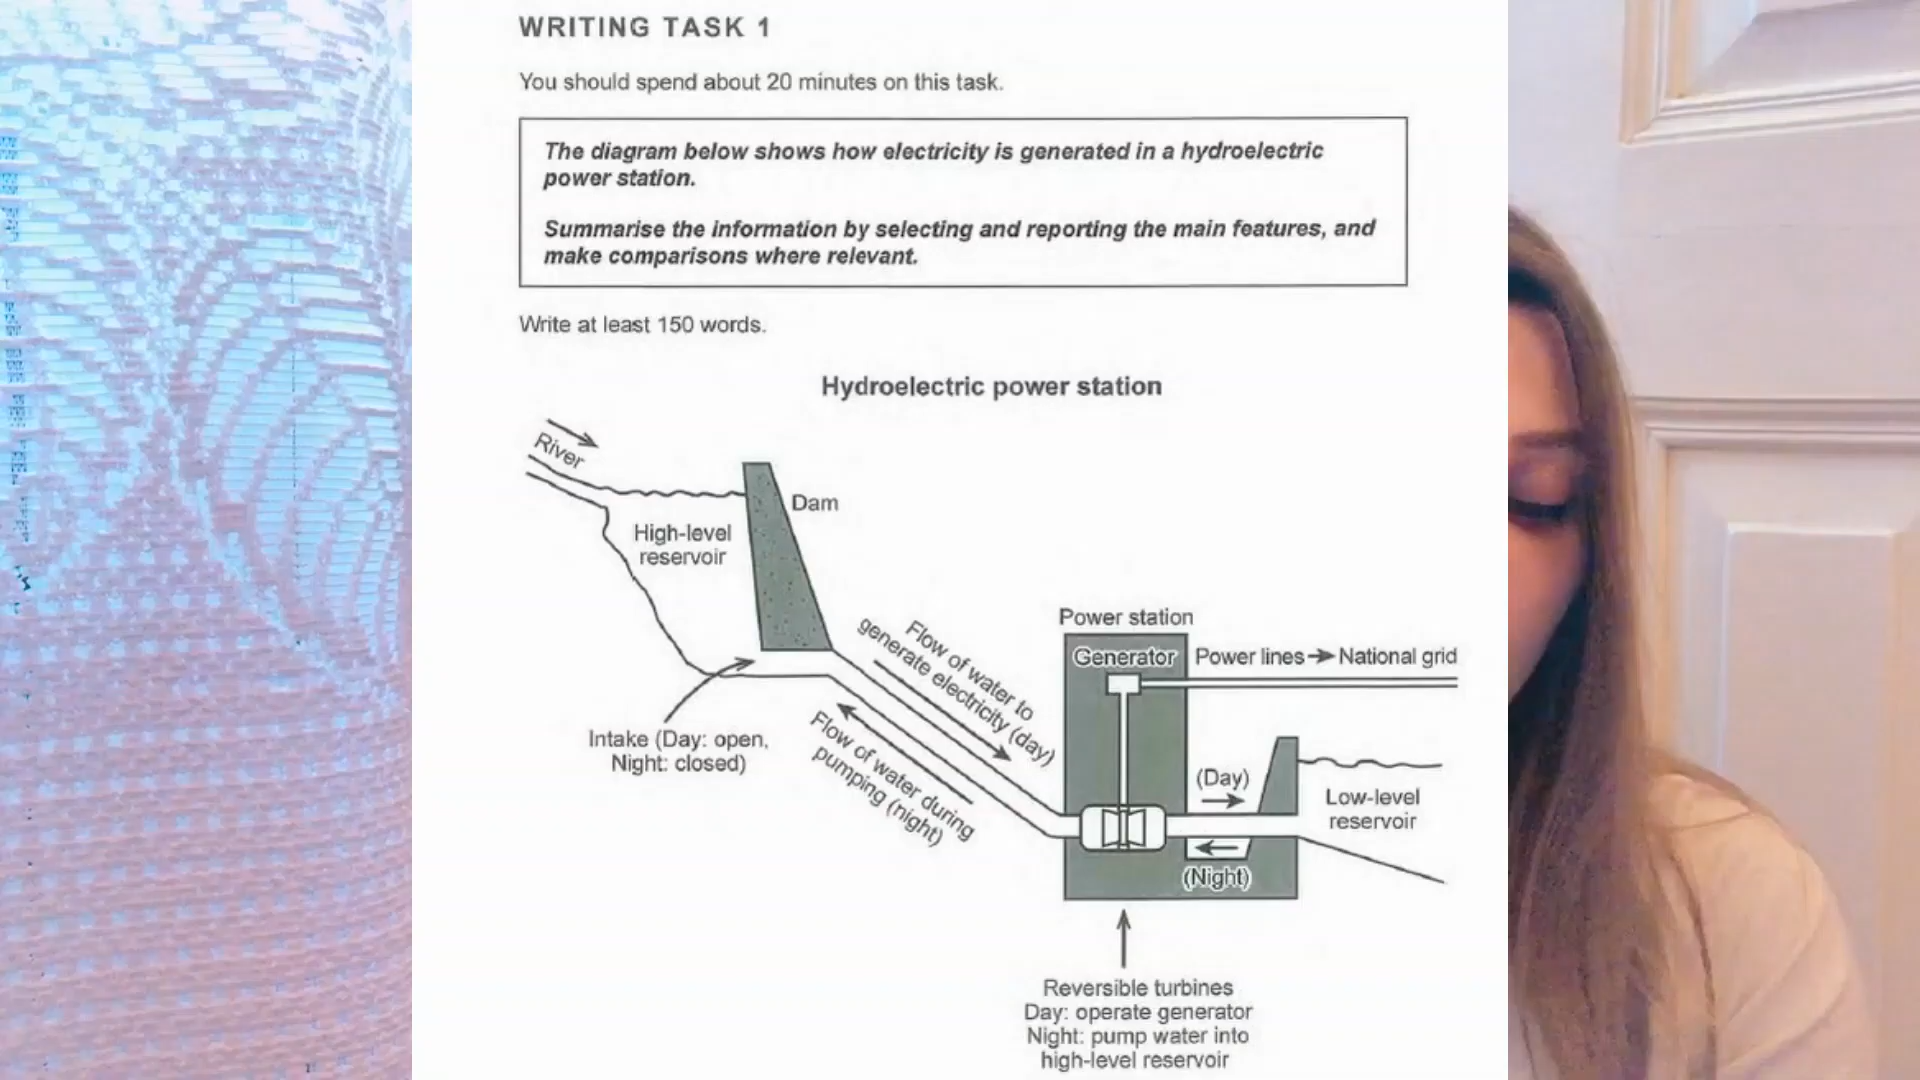 WRITING TASK 1
You should spend about 20 minutes on this task.
The diagram below shows how electricity is generated in a hydroelectric
power station.
Summarise the information by selecting and reporting the main features, and
make comparisons where relevant.
Write at least 150 words.
Hydroelectric power station
River
Dam
High-level
reservoir
Intake (Day: open,
Night: closed)
Flow of water to
generate electricity (day)
Flow of water during
pumping (night)
Power station
Generator
Power lines
National grid
(Day)
(Night)
Low-level
reservoir
Reversible turbines
Day: operate generator
Night: pump water into
high-level reservoir